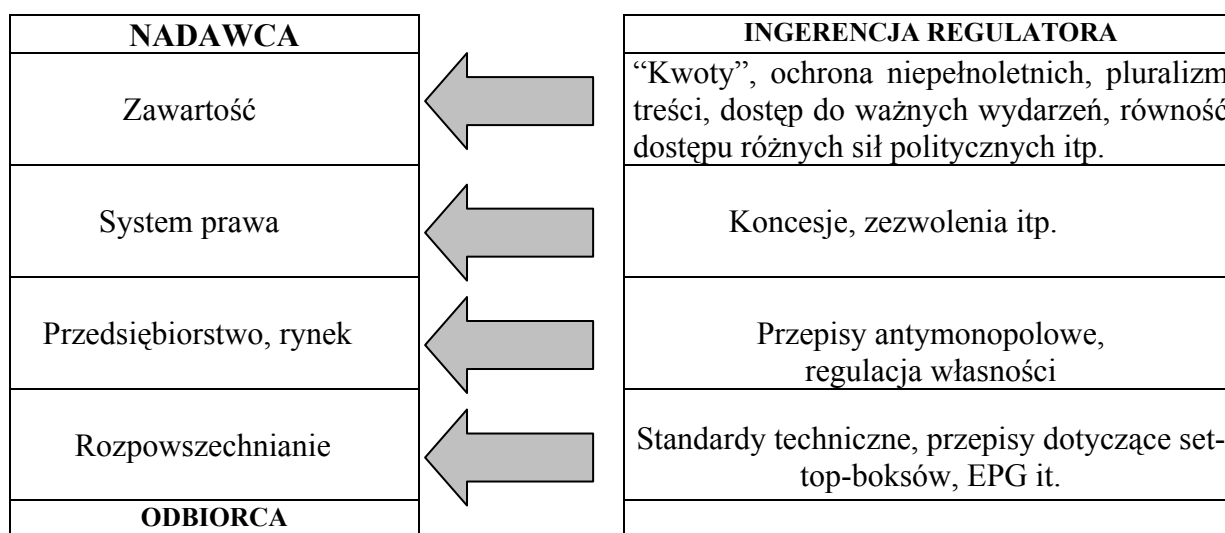 NADAWCA
INGERENCJA REGULATORA
Zawartość
“Kwoty”, ochrona niepełnoletnich, pluralizm
treści, dostęp do ważnych wydarzeń, równość
dostępu różnych sił politycznych itp.
System prawa
Koncesje, zezwolenia itp.
Przedsiębiorstwo, rynek
Przepisy antymonopolowe,
regulacja własności
Rozpowszechnianie
Standardy techniczne, przepisy dotyczące set-
top-boksów, EPG it.
ODBIORCA